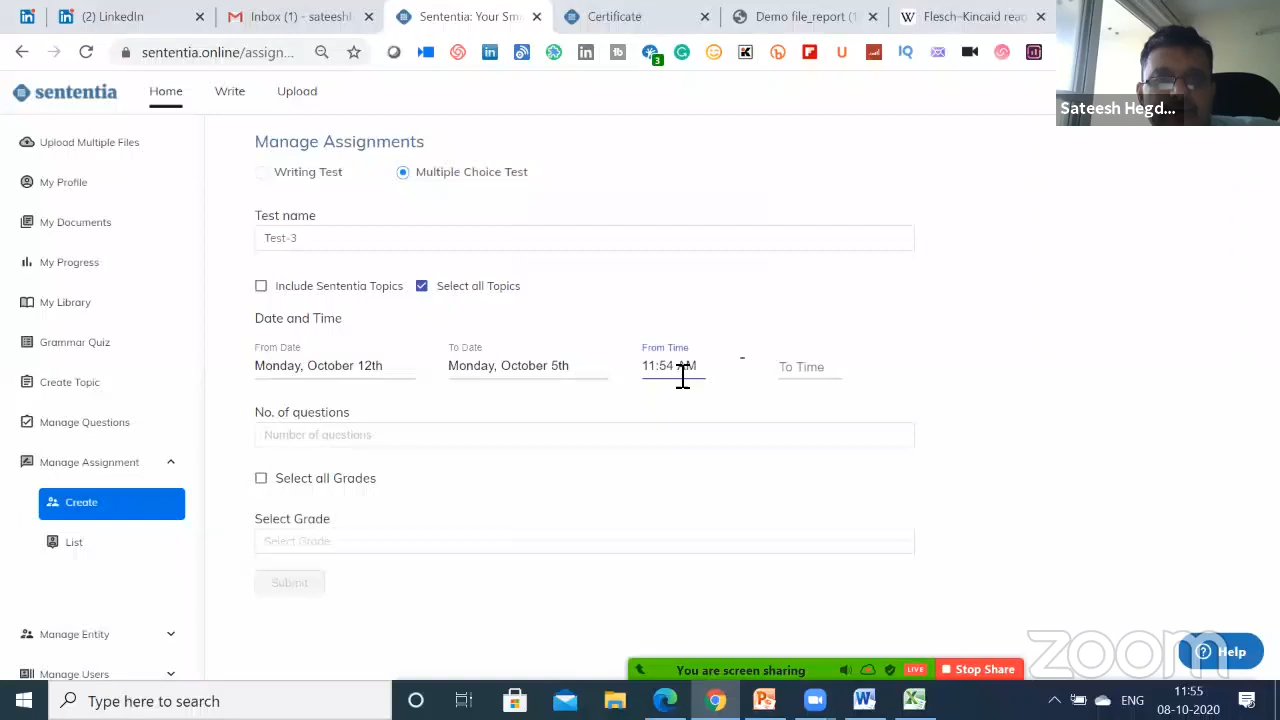 (2) LinkedIn
Inbox (1) - sateeshl
Sententia: Your Sm
Certificate
Demo file_report (1
Flesch–Kincaid read
sententia.online/assign...
3
sententia
Home
Write
Upload
Sateesh Hegd...
Upload Multiple Files
My Profile
My Documents
My Progress
My Library
Grammar Quiz
Create Topic
Manage Questions
Manage Assignment
Create
List
Manage Entity
Manage Users
Manage Assignments
Writing Test
Multiple Choice Test
Test name
Test-3
Include Sententia Topics
Select all Topics
Date and Time
From Date
To Date
From Time
Monday, October 12th
Monday, October 5th
11:54 AM
-
To Time
No. of questions
Number of questions
Select all Grades
Select Grade
Select Grade
Submit
zoom
Help
You are screen sharing
LIVE
Stop Share
Type here to search
ENG
11:55
08-10-2020